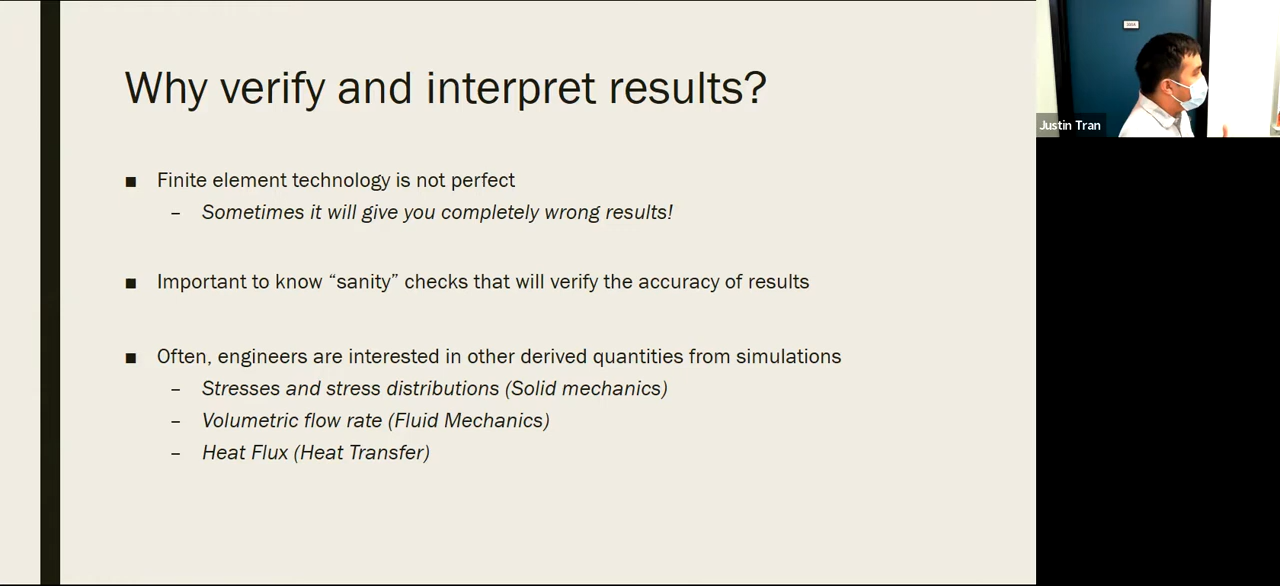 Why verify and interpret results?
■ Finite element technology is not perfect
– Sometimes it will give you completely wrong results!
■ Important to know “sanity” checks that will verify the accuracy of results
■ Often, engineers are interested in other derived quantities from simulations
– Stresses and stress distributions (Solid mechanics)
– Volumetric flow rate (Fluid Mechanics)
– Heat Flux (Heat Transfer)
Justin Tran